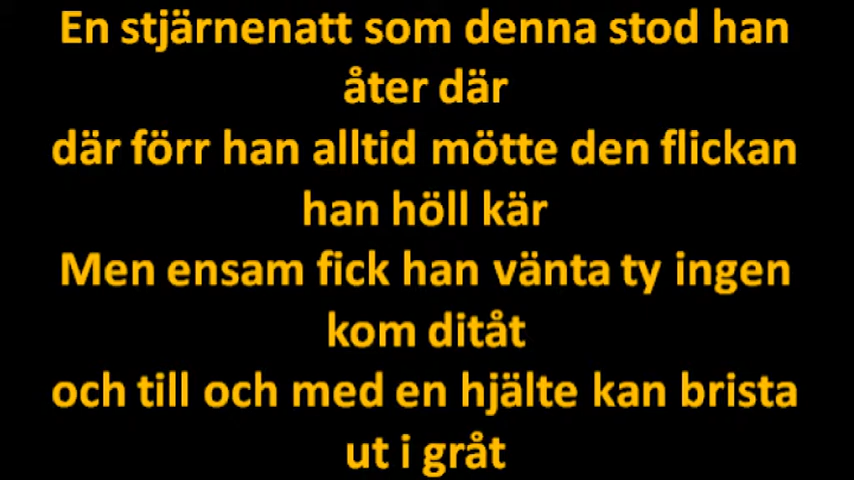 En stjärnenatt som denna stod han
åter där
där förr han alltid mötte den flickan
han höll kär
Men ensam fick han vänta ty ingen
kom ditåt
och till och med en hjälte kan brista
ut i gråt